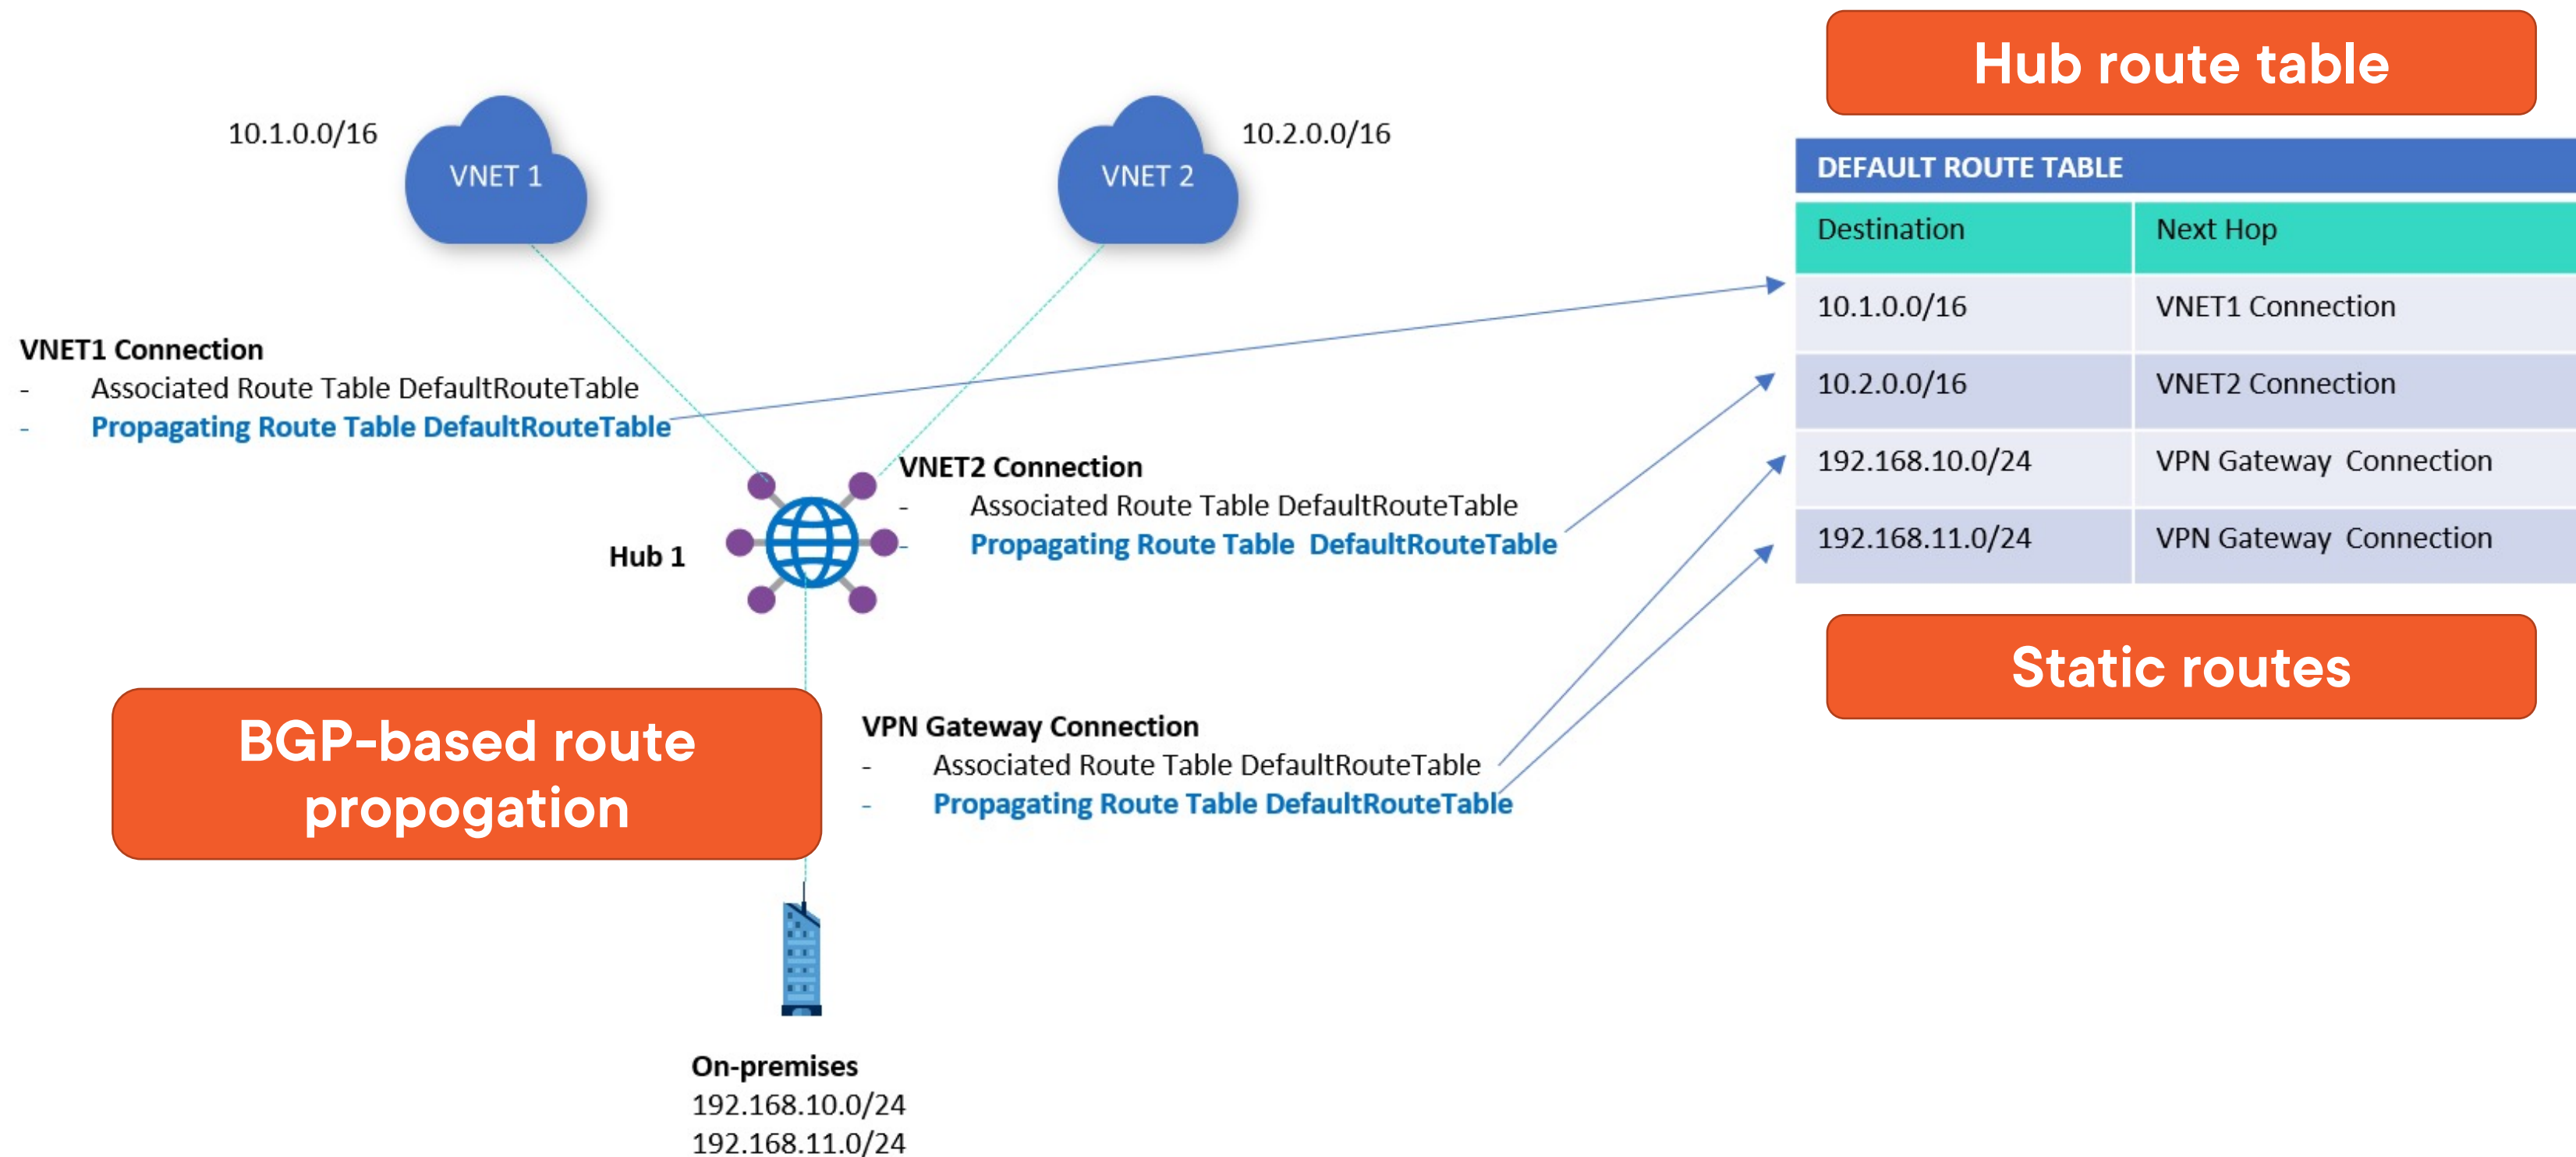 Hub route table
10.1.0.0/16
VNET 1
10.2.0.0/16
VNET 2
DEFAULT ROUTE TABLE
Destination Next Hop
10.1.0.0/16 VNET1 Connection
10.2.0.0/16 VNET2 Connection
192.168.10.0/24 VPN Gateway Connection
192.168.11.0/24 VPN Gateway Connection
Static routes
VNET1 Connection
- Associated Route Table DefaultRouteTable
- Propagating Route Table DefaultRouteTable
VNET2 Connection
- Associated Route Table DefaultRouteTable
- Propagating Route Table DefaultRouteTable
Hub 1
BGP-based route
propogation
VPN Gateway Connection
- Associated Route Table DefaultRouteTable
- Propagating Route Table DefaultRouteTable
On-premises
192.168.10.0/24
192.168.11.0/24